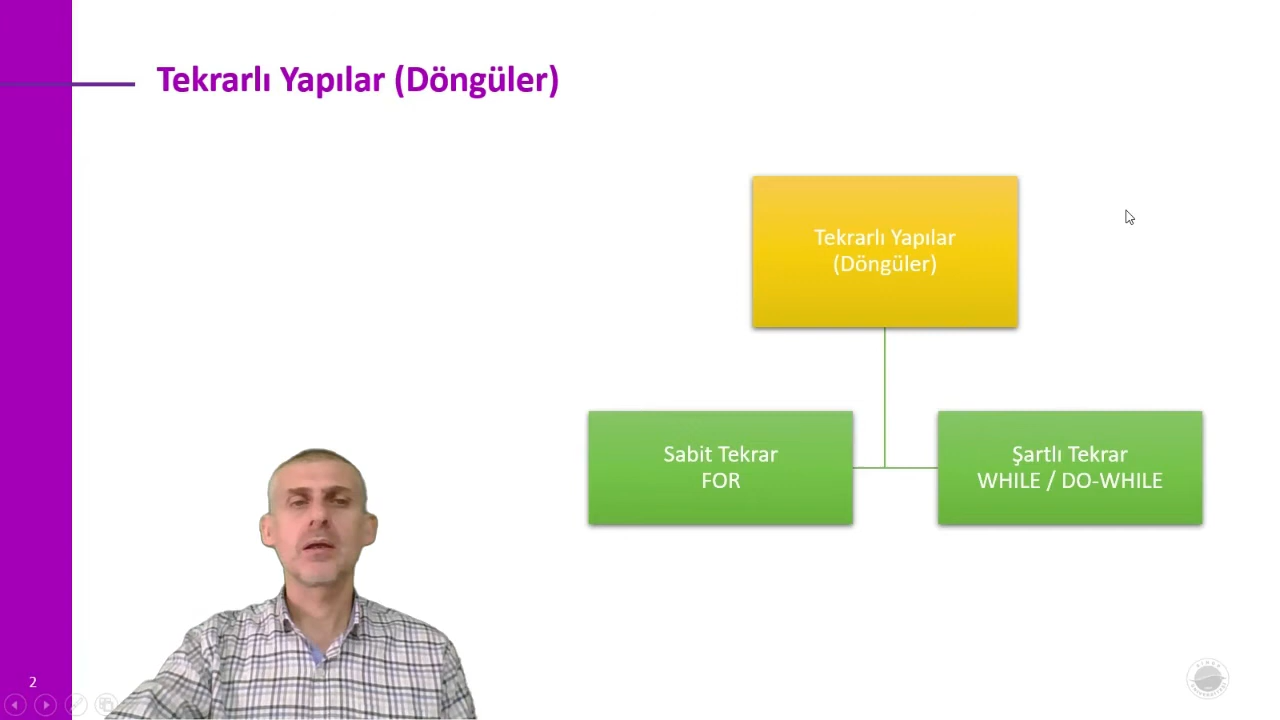 Tekrarlı Yapılar (Döngüler)
Tekrarlı Yapılar
(Döngüler)
Sabit Tekrar
FOR
Şartlı Tekrar
WHILE / DO-WHILE
2